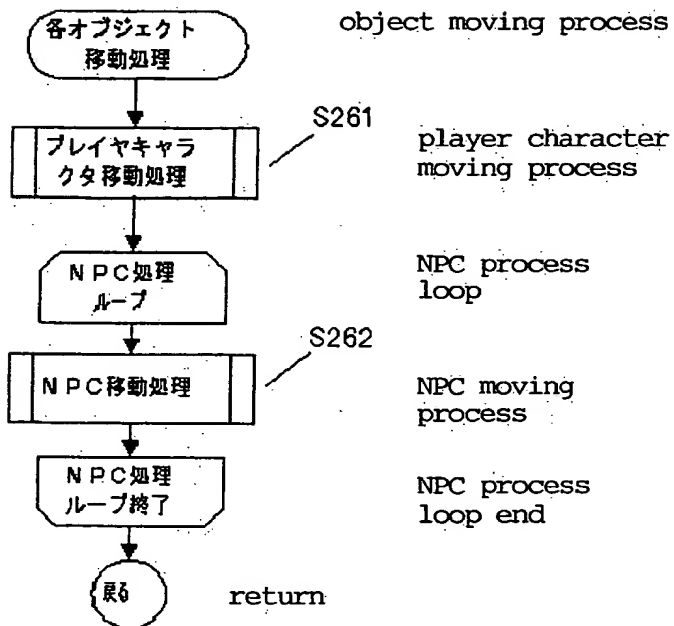 各オブジェクト
移動処理
object moving process
S261
プレイヤキャラ
クタ移動処理
player character
moving process
NPC処理
ループ
NPC process
loop
S262
NPC移動処理
NPC moving
process
NPC処理
ループ終了
NPC process
loop end
戻る
return